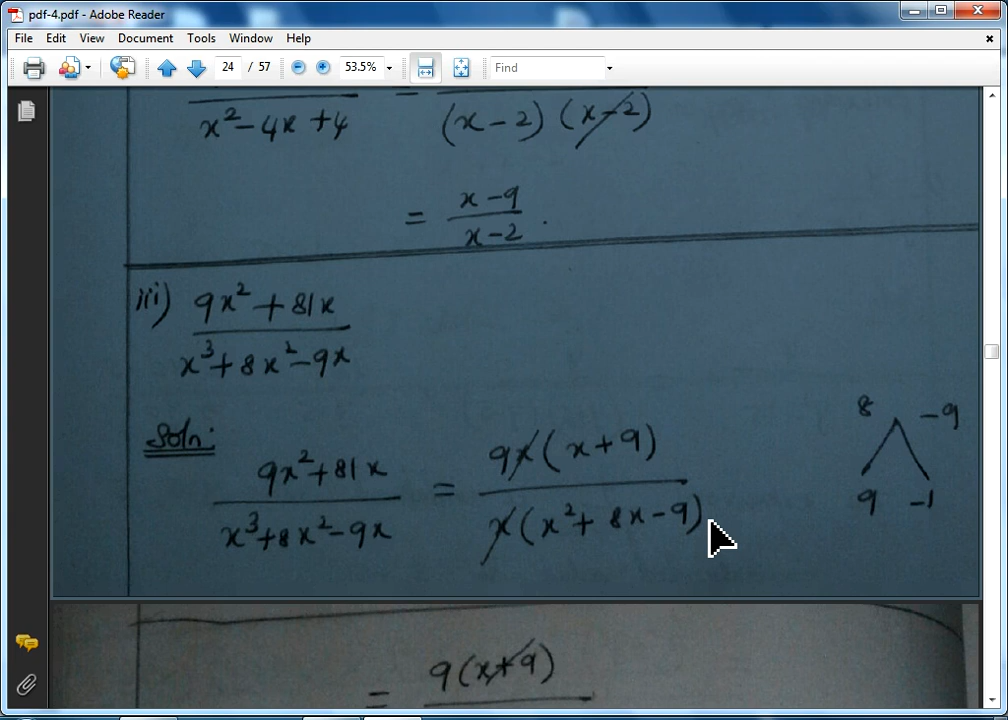 pdf-4.pdf - Adobe Reader
File Edit View Document Tools Window Help
24 / 57 53.5% Find
x² - 4x + 4 = (x - 2) (x - 2)
= x - 9 / x - 2 .
iii) 9x² + 81x
x³ + 8x² - 9x
Soln:
9x² + 81x = 9x (x + 9)
x³ + 8x² - 9x x (x² + 8x - 9)
8 -9
9 -1
= 9 (x + 9)